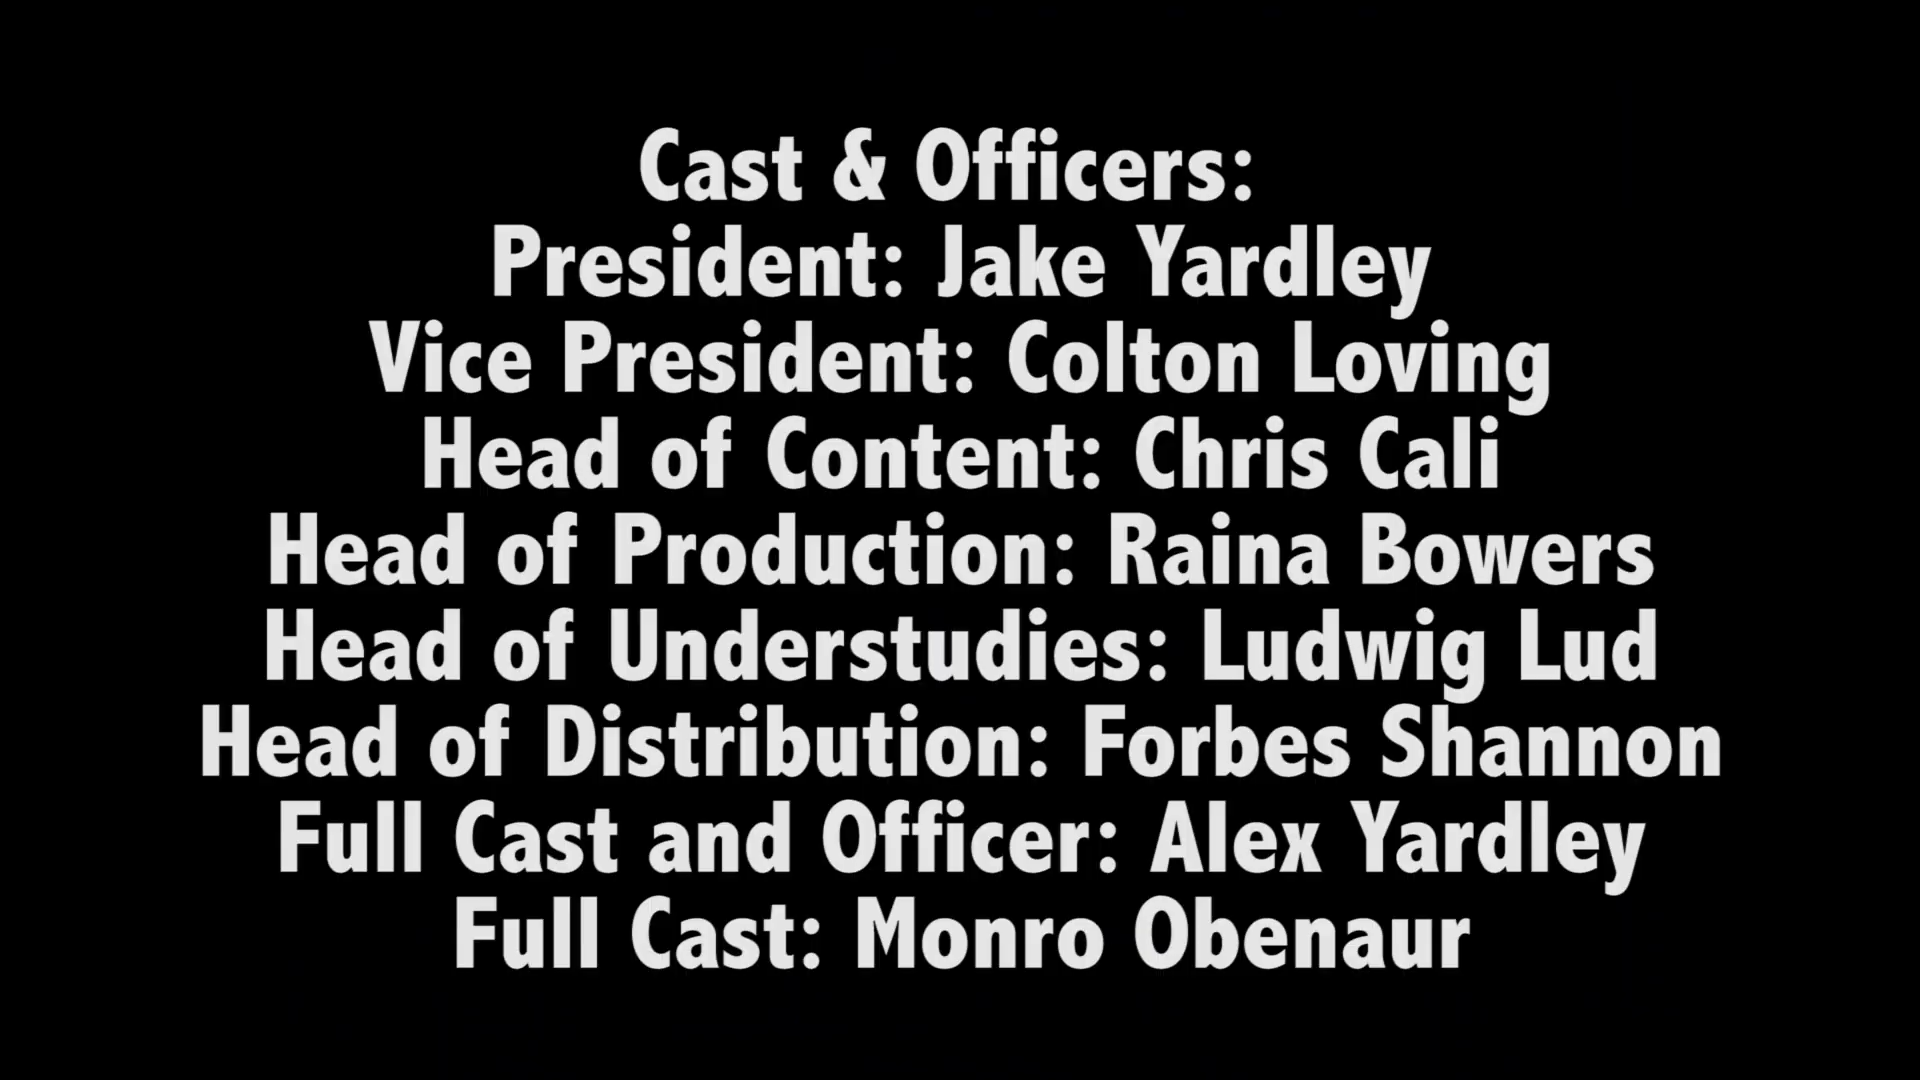 Cast & Officers:
President: Jake Yardley
Vice President: Colton Loving
Head of Content: Chris Cali
Head of Production: Raina Bowers
Head of Understudies: Ludwig Lud
Head of Distribution: Forbes Shannon
Full Cast and Officer: Alex Yardley
Full Cast: Monro Obenaur